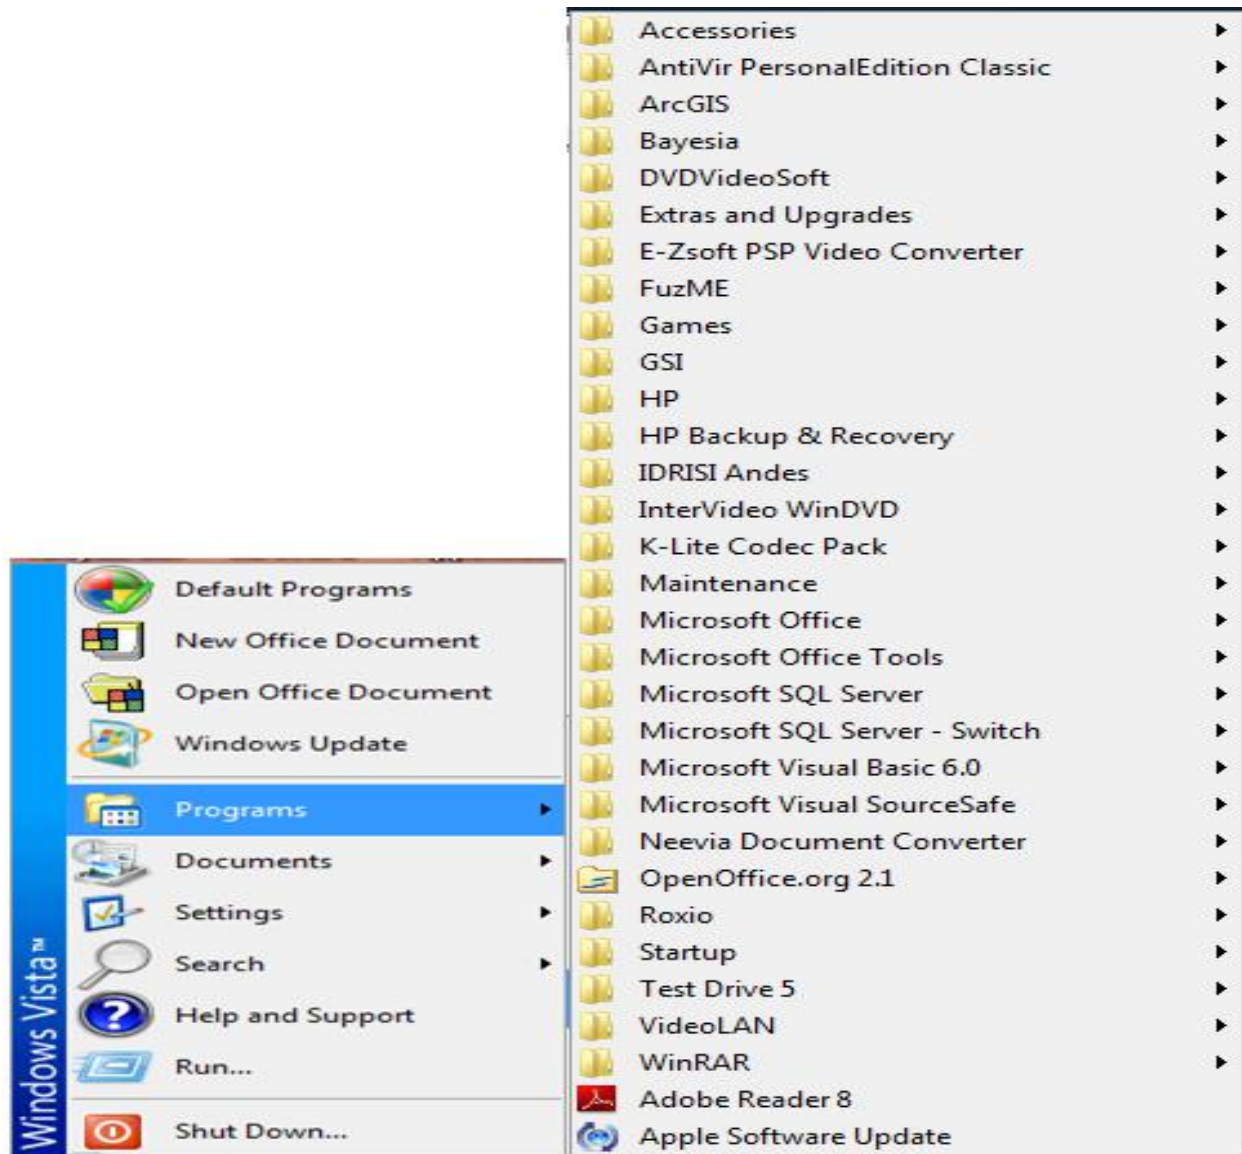 Accessories
AntiVir PersonalEdition Classic
ArcGIS
Bayesia
DVDVideoSoft
Extras and Upgrades
E-Zsoft PSP Video Converter
FuzME
Games
GSI
HP
HP Backup & Recovery
IDRISI Andes
InterVideo WinDVD
K-Lite Codec Pack
Maintenance
Microsoft Office
Microsoft Office Tools
Microsoft SQL Server
Microsoft SQL Server - Switch
Microsoft Visual Basic 6.0
Microsoft Visual SourceSafe
Neevia Document Converter
OpenOffice.org 2.1
Roxio
Startup
Test Drive 5
VideoLAN
WinRAR
Adobe Reader 8
Apple Software Update
Default Programs
New Office Document
Open Office Document
Windows Update
Programs
Documents
Settings
Search
Help and Support
Run...
Shut Down...
Windows Vista™